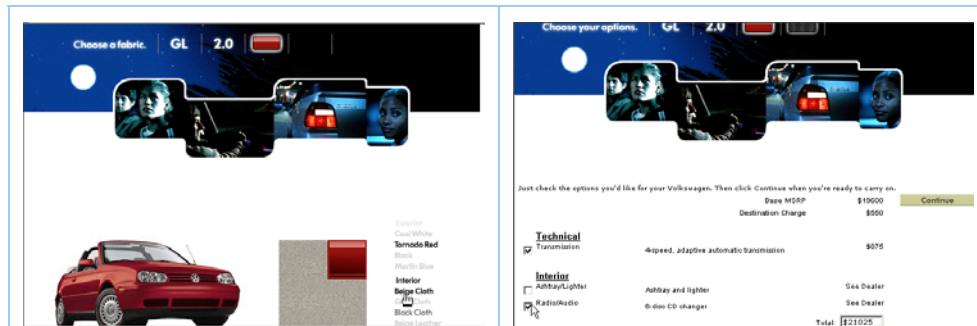 Choose a fabric. GL 2.0
Exterior
Cool White
Tornado Red
Black
Marlin Blue
Interior
Beige Cloth
Black Cloth
Beige Leather
Choose your options. GL 2.0
Just check the options you'd like for your Volkswagen. Then click Continue when you're ready to carry on.
Base MSRP $19600 Continue
Destination Charge $550
Technical
Transmission 4-speed, adaptive automatic transmission $875
Interior
Ashtray/Lighter Ashtray and lighter See Dealer
Radio/Audio 6-disc CD changer See Dealer
Total: $21025